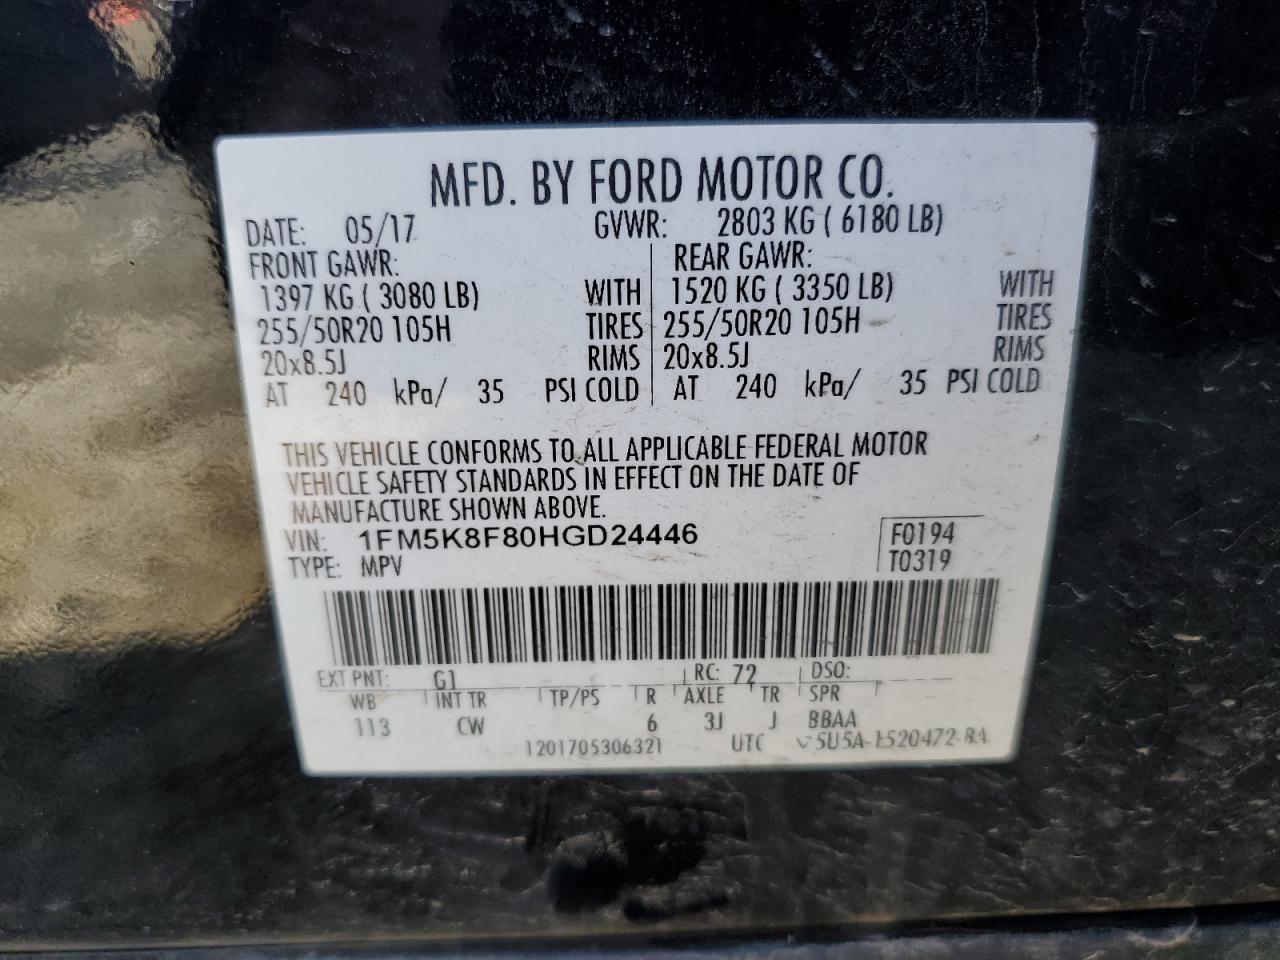 MFD. BY FORD MOTOR CO.
DATE: 05/17 GVWR: 2803 KG ( 6180 LB)
FRONT GAWR: REAR GAWR:
1397 KG ( 3080 LB) WITH 1520 KG ( 3350 LB) WITH
255/50R20 105H TIRES 255/50R20 105H TIRES
20x8.5J RIMS 20x8.5J RIMS
AT 240 kPa/ 35 PSI COLD AT 240 kPa/ 35 PSI COLD
THIS VEHICLE CONFORMS TO ALL APPLICABLE FEDERAL MOTOR
VEHICLE SAFETY STANDARDS IN EFFECT ON THE DATE OF
MANUFACTURE SHOWN ABOVE.
VIN: 1FM5K8F80HGD24446 F0194
TYPE: MPV T0319
EXT PNT: G1 RC: 72 DSO:
WB INT TR TP/PS R AXLE TR SPR
113 CW 6 3J J BBAA
1201705306321 UTC